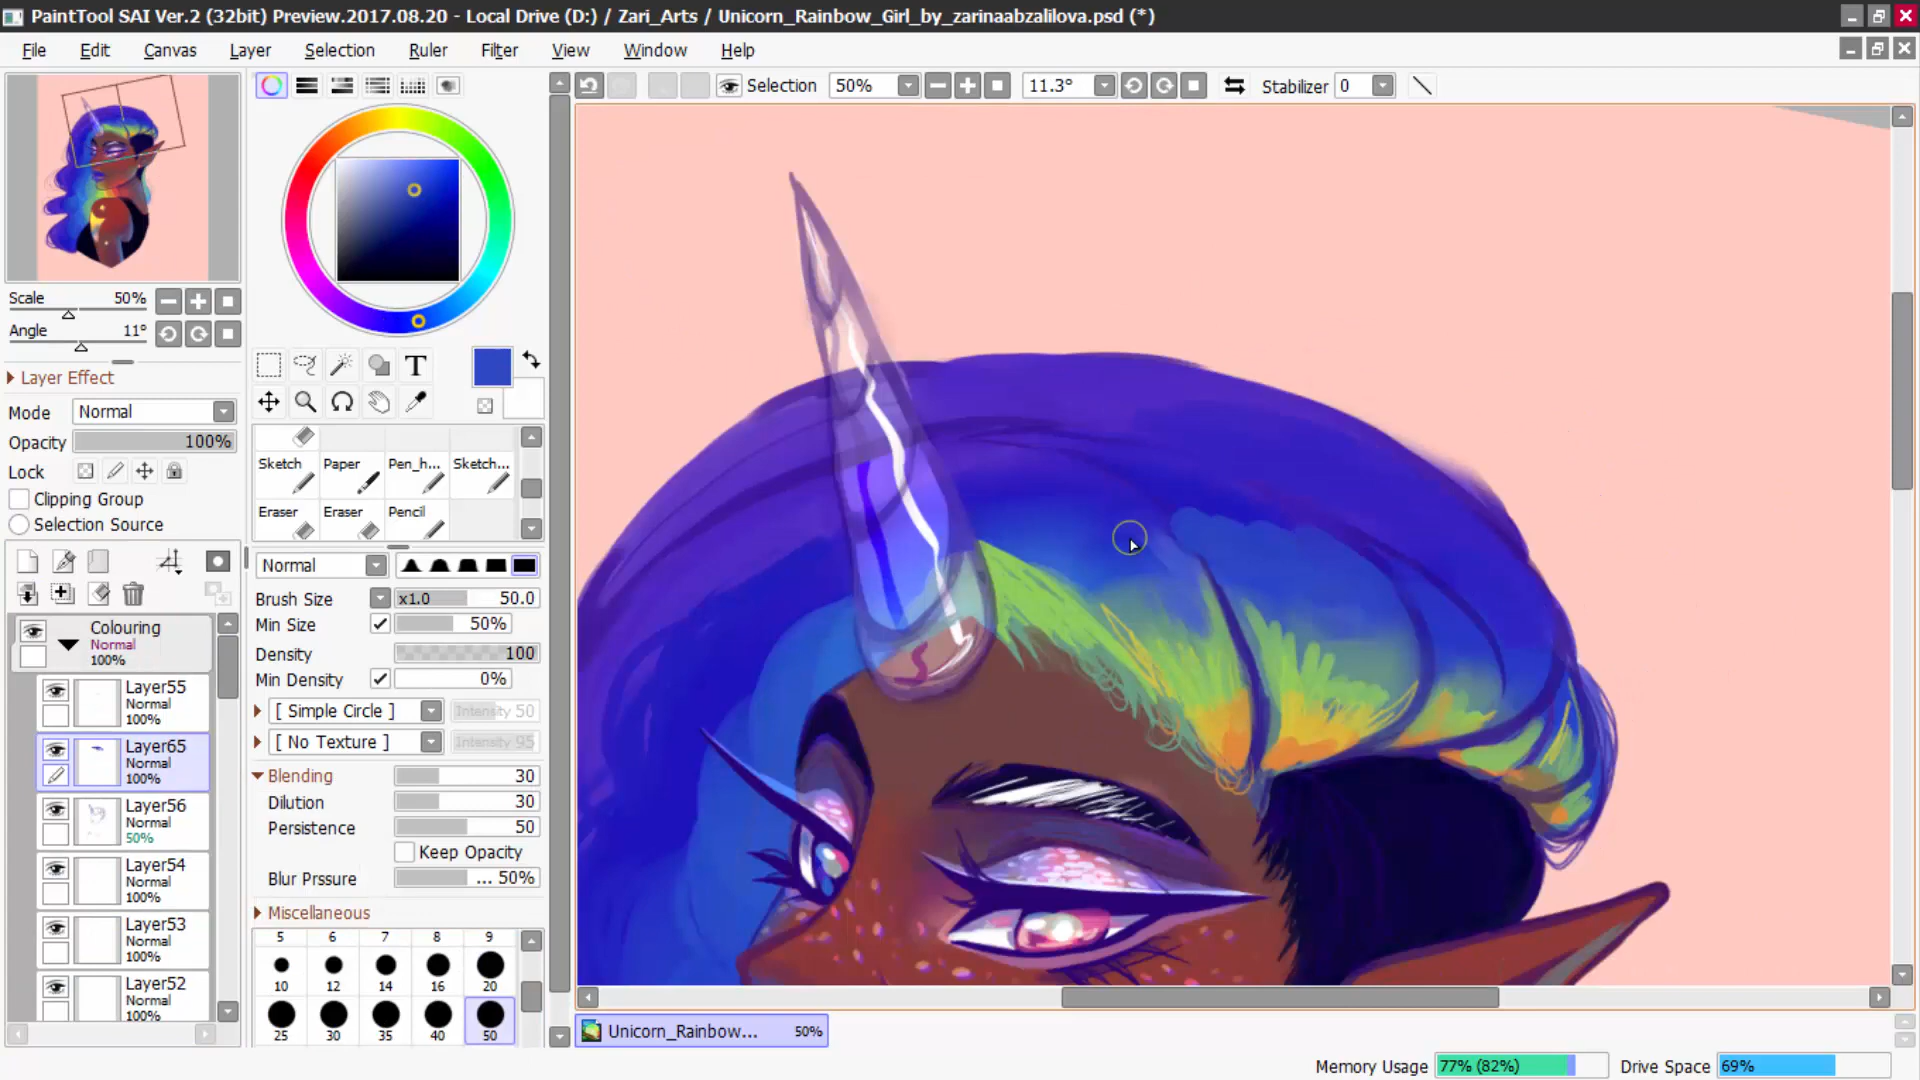 PaintTool SAI Ver.2 (32bit) Preview.2017.08.20 - Local Drive (D:) / Zari_Arts / Unicorn_Rainbow_Girl_by_zarinaabzalilova.psd (*)
File Edit Canvas Layer Selection Ruler Filter View Window Help
Selection 50% 11.3° Stabilizer 0
Scale 50%
Angle 11°
Layer Effect
Mode Normal
Opacity 100%
Lock
Clipping Group
Selection Source
Colouring
Normal
100%
Layer55
Normal
100%
Layer65
Normal
100%
Layer56
Normal
50%
Layer54
Normal
100%
Layer53
Normal
100%
Layer52
Normal
100%
T
Sketch Paper Pen_h... Sketch...
Eraser Eraser Pencil
Normal
Brush Size x1.0 50.0
Min Size 50%
Density 100
Min Density 0%
[ Simple Circle ] Intensity 50
[ No Texture ] Intensity 95
Blending 30
Dilution 30
Persistence 50
Keep Opacity
Blur Prssure ... 50%
Miscellaneous
5 6 7 8 9
10 12 14 16 20
25 30 35 40 50
Unicorn_Rainbow... 50%
Memory Usage 77% (82%) Drive Space 69%